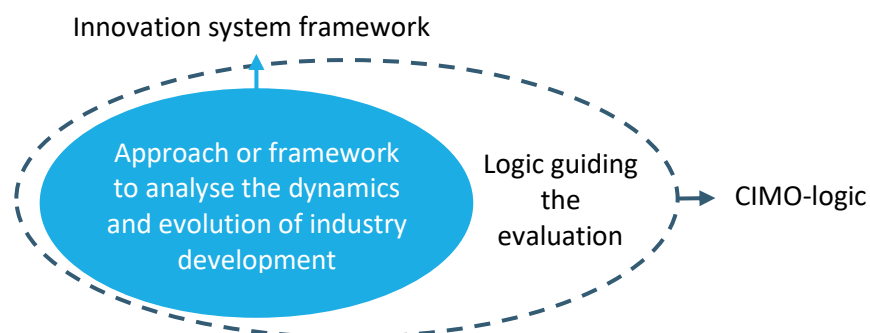 Innovation system framework
Approach or framework
to analyse the dynamics
and evolution of industry
development
Logic guiding
the
evaluation
CIMO-logic